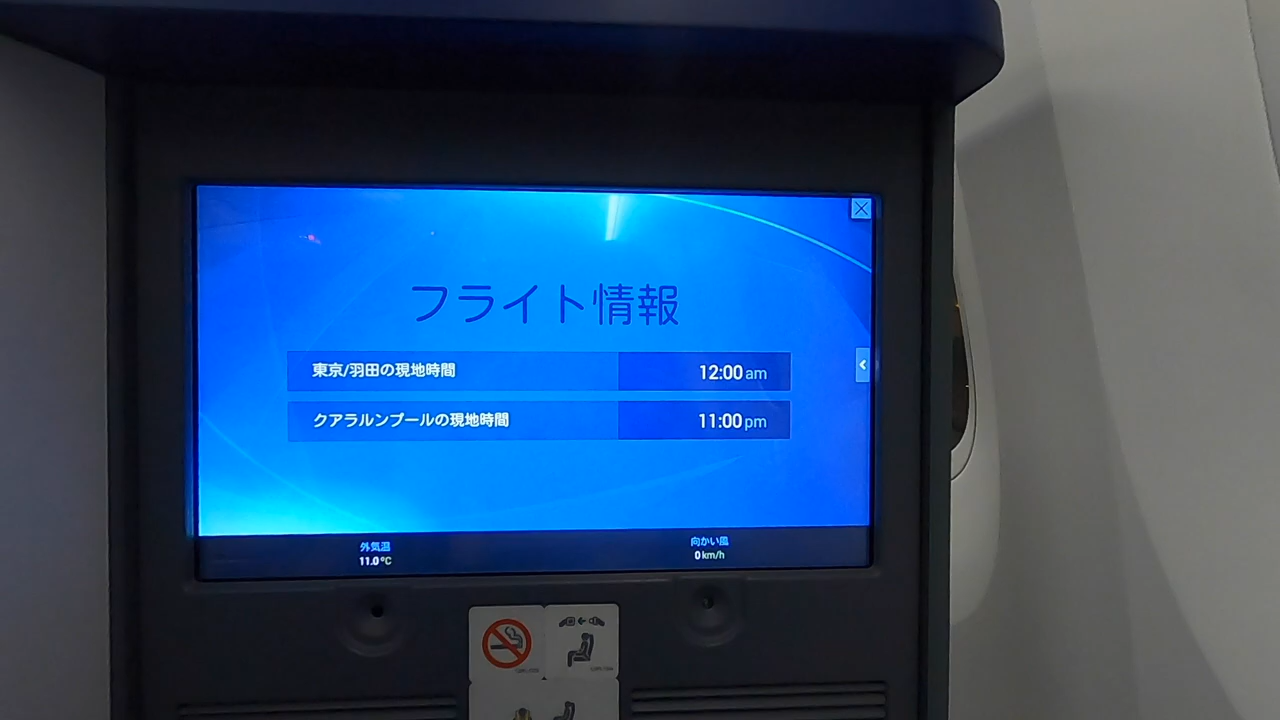 フライト情報
東京/羽田の現地時間 12:00 am
クアラルンプールの現地時間 11:00 pm
外気温 向かい風
11.0°C 0 km/h